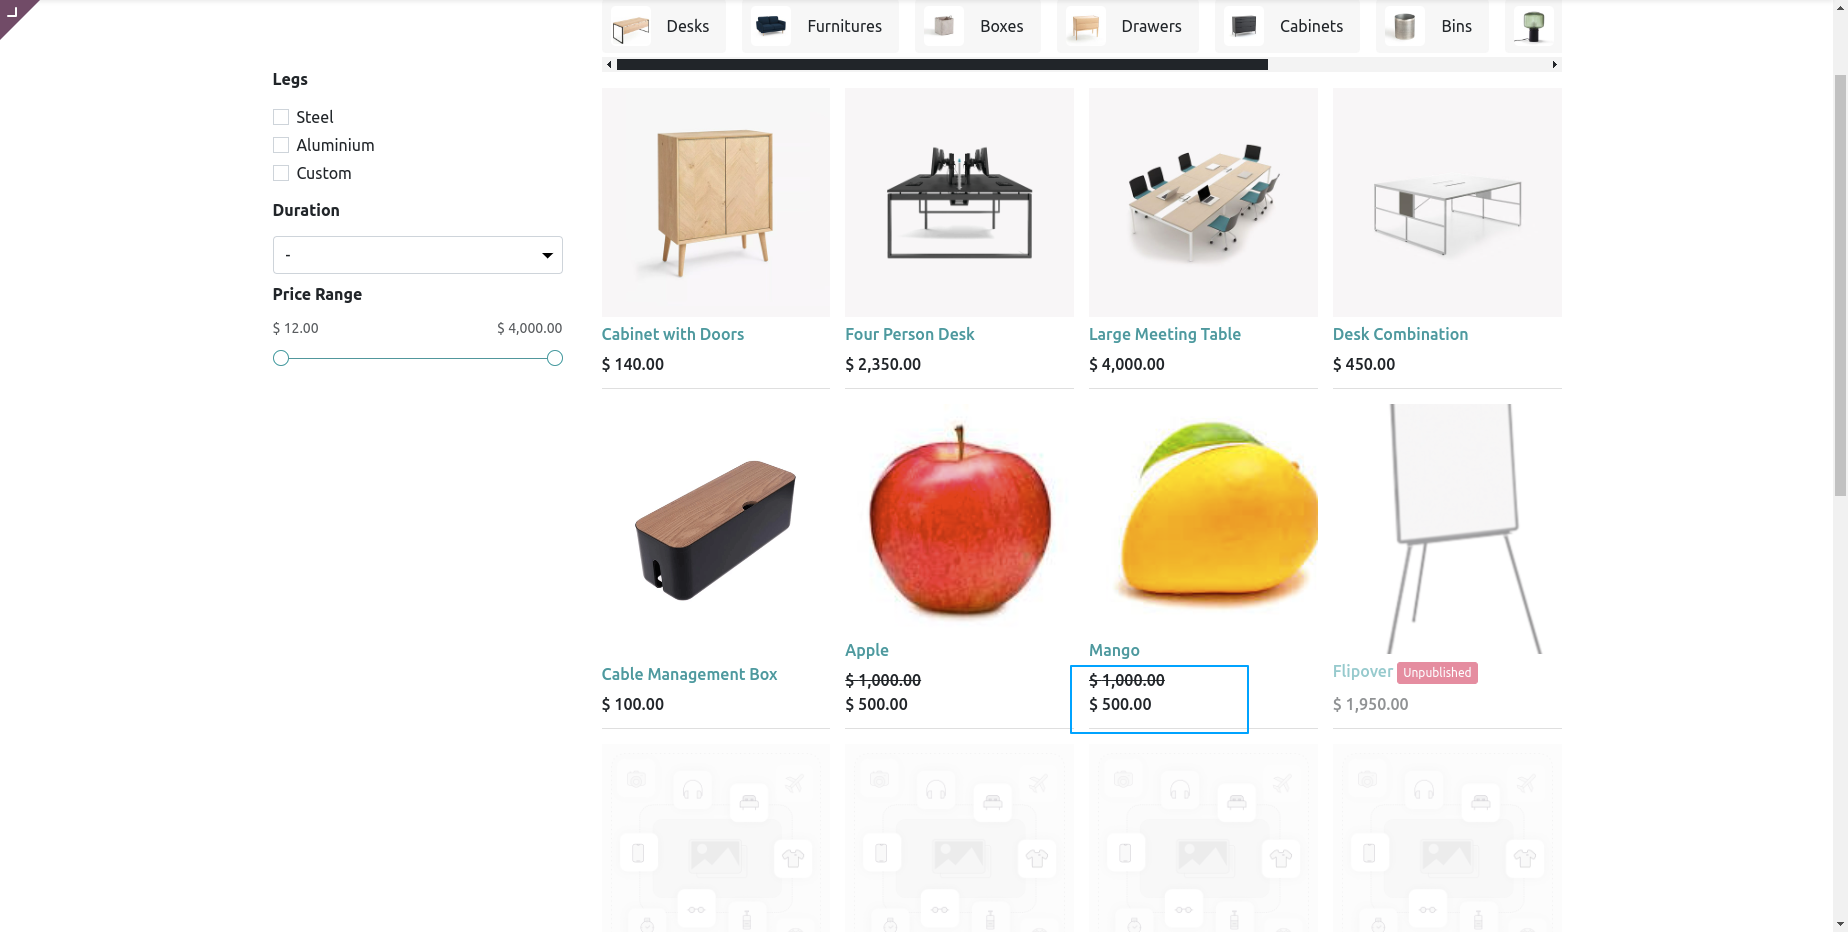 Desks
Furnitures
Boxes
Drawers
Cabinets
Bins
Legs
Steel
Aluminium
Custom
Duration
-
Price Range
$ 12.00
$ 4,000.00
Cabinet with Doors
$ 140.00
Four Person Desk
$ 2,350.00
Large Meeting Table
$ 4,000.00
Desk Combination
$ 450.00
Cable Management Box
$ 100.00
Apple
$ 1,000.00
$ 500.00
Mango
$ 1,000.00
$ 500.00
Flipover Unpublished
$ 1,950.00